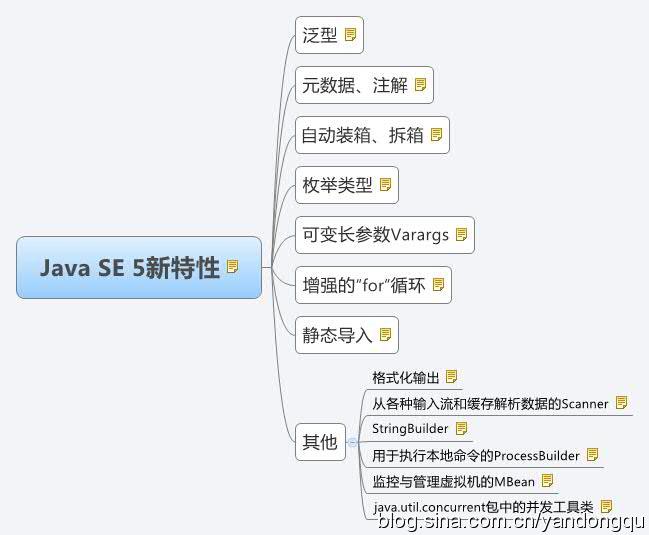 泛型
元数据、注解
自动装箱、拆箱
枚举类型
可变长参数Varargs
Java SE 5新特性
增强的"for"循环
静态导入
其他
格式化输出
从各种输入流和缓存解析数据的Scanner
StringBuilder
用于执行本地命令的ProcessBuilder
监控与管理虚拟机的MBean
java.util.concurrent包中的并发工具类
blog.sina.com.cn/yandongqu